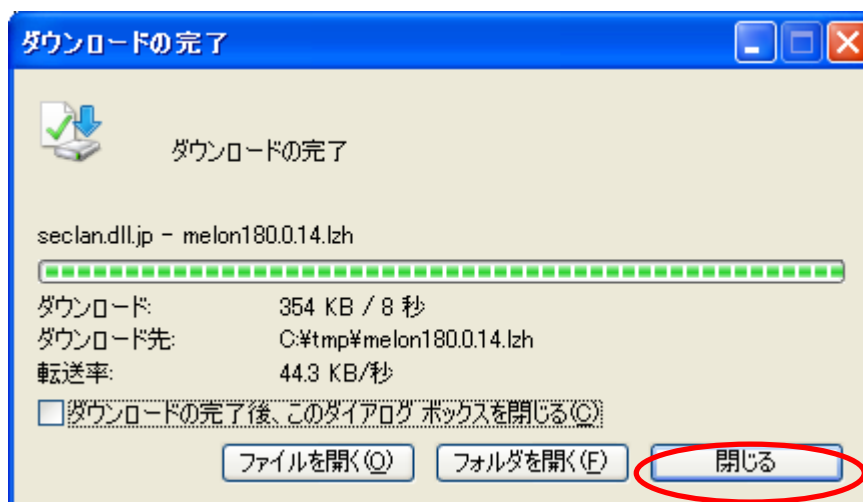 ダウンロードの完了
ダウンロードの完了
seclan.dll.jp - melon180.0.14.lzh
ダウンロード: 354 KB / 8 秒
ダウンロード先: C:¥tmp¥melon180.0.14.lzh
転送率: 44.3 KB/秒
ダウンロードの完了後、このダイアログ ボックスを閉じる(C)
ファイルを開く(O) フォルダを開く(F) 閉じる